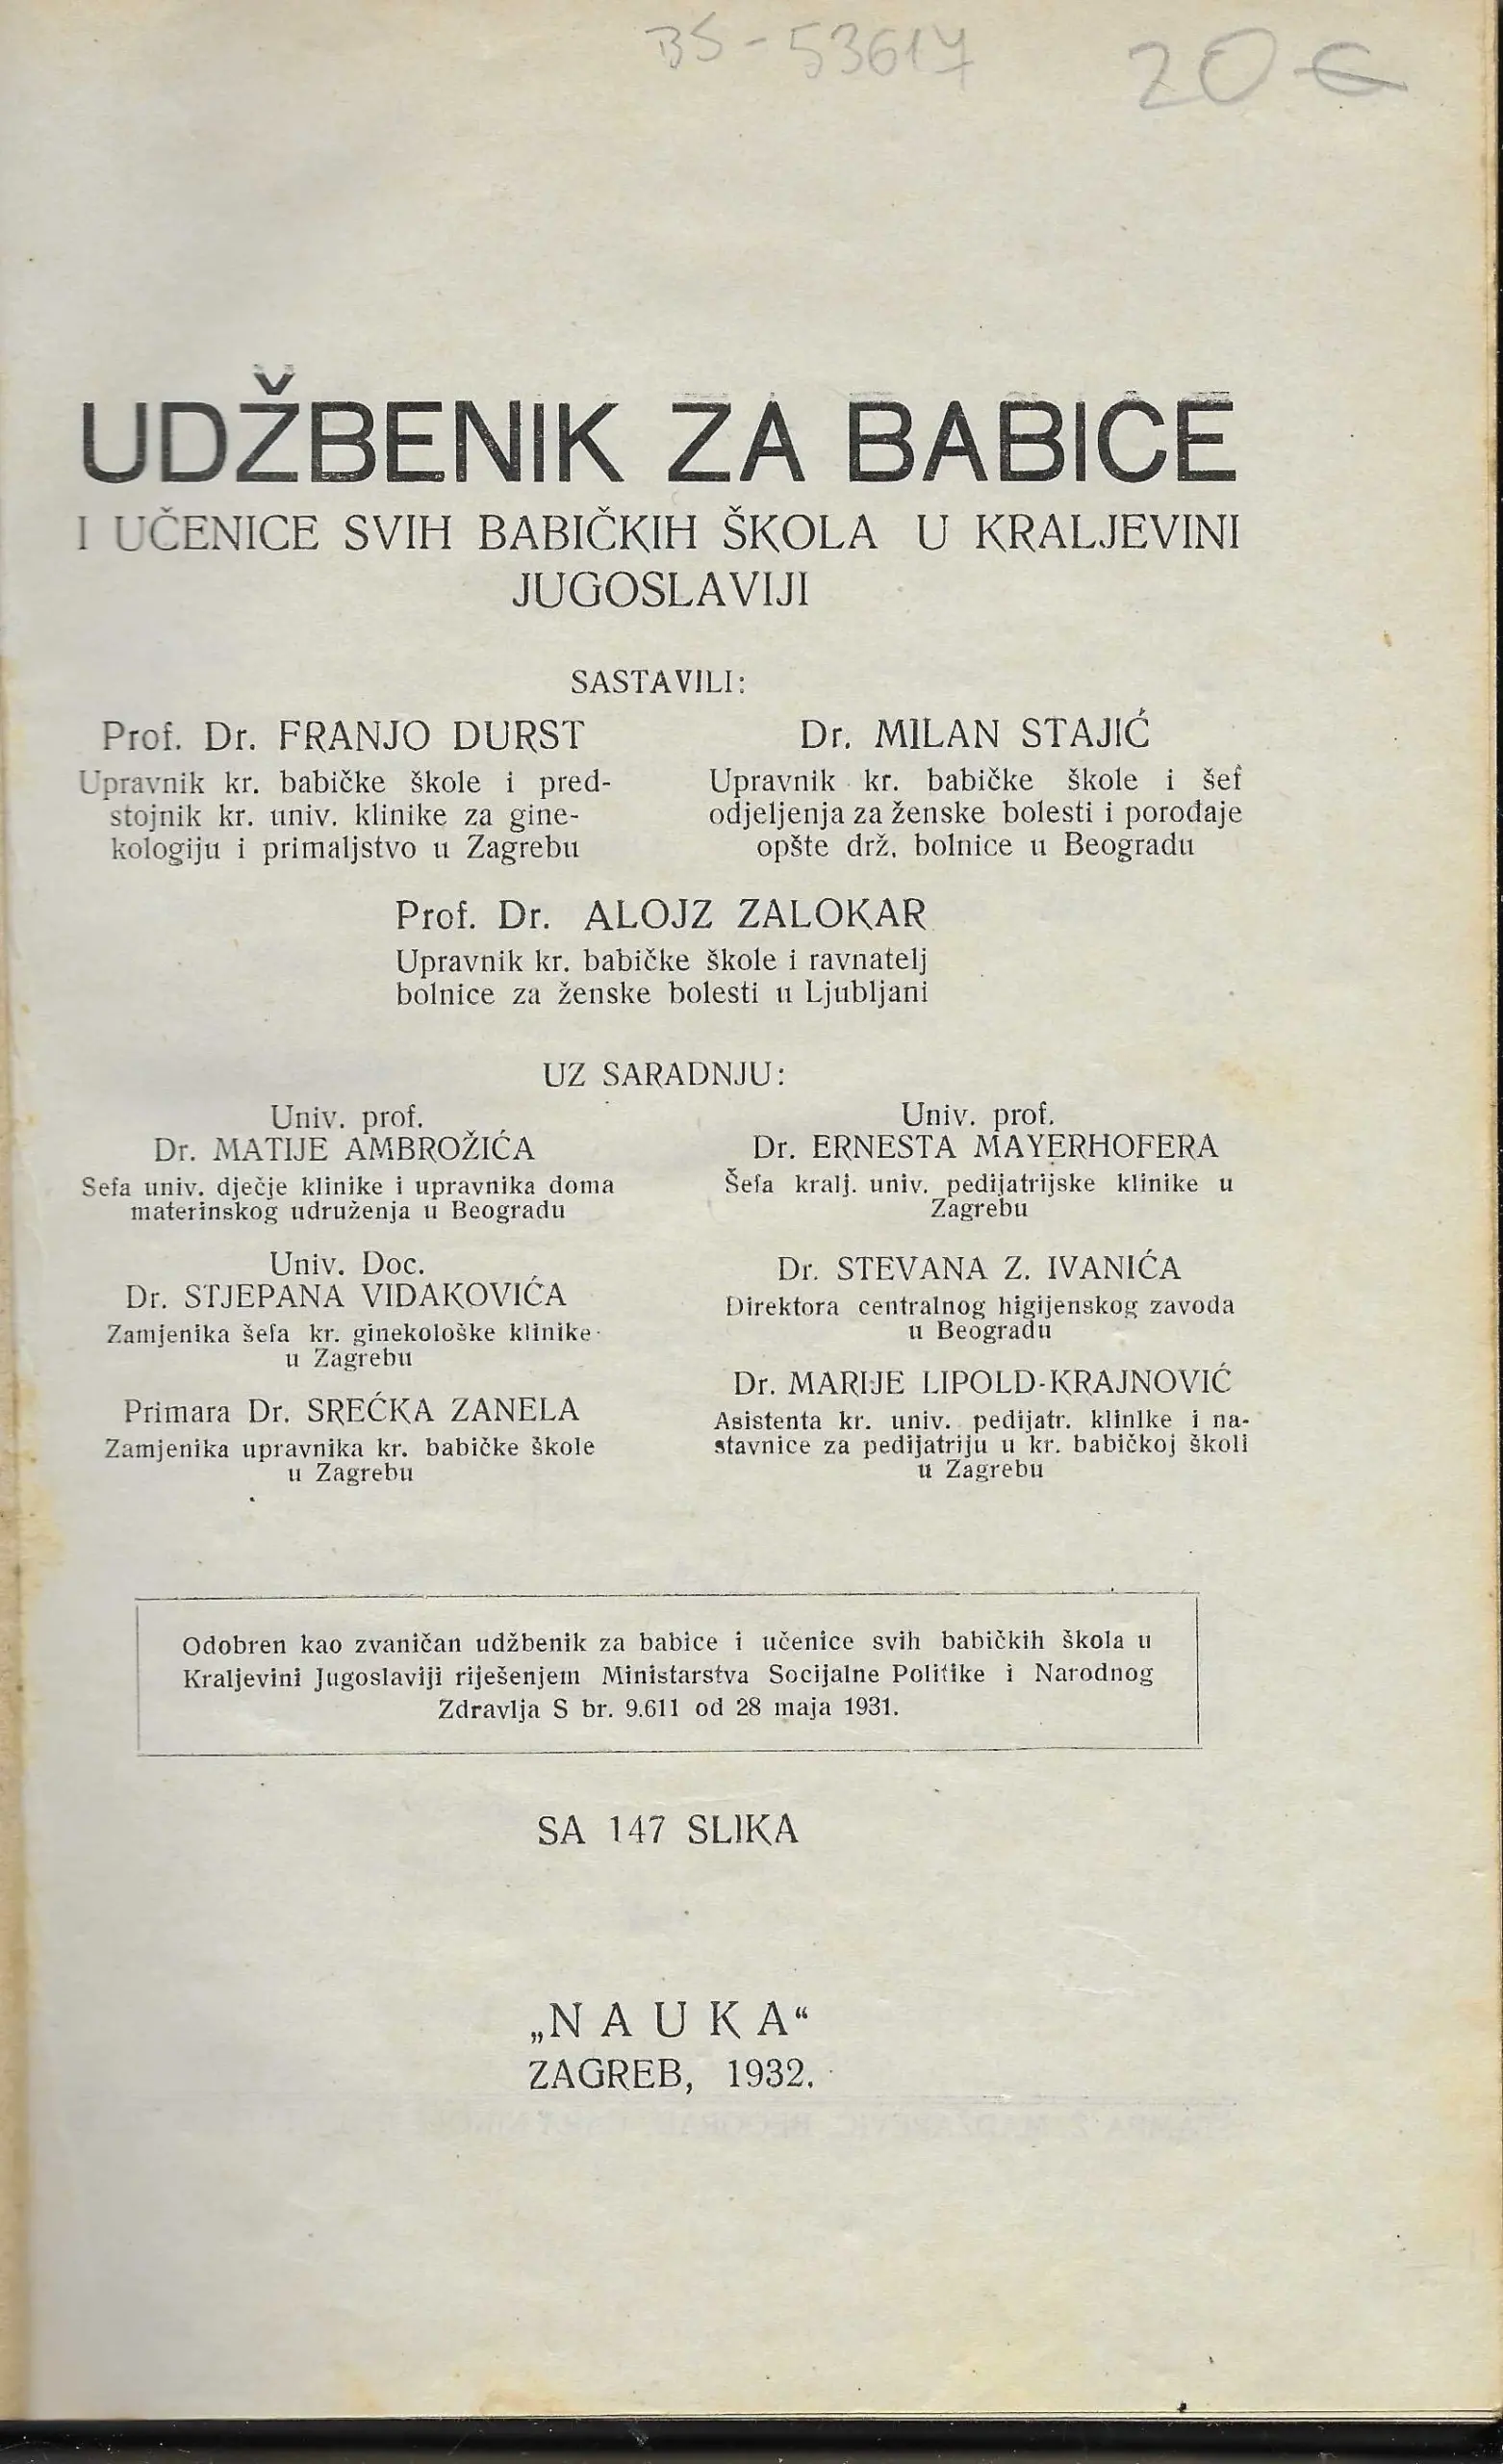 BS-53617
20 €
UDŽBENIK ZA BABICE
I UČENICE SVIH BABIČKIH ŠKOLA U KRALJEVINI
JUGOSLAVIJI
SASTAVILI:
Prof. Dr. FRANJO DURST
Upravnik kr. babičke škole i pred-
stojnik kr. univ. klinike za gine-
kologiju i primaljstvo u Zagrebu
Dr. MILAN STAJIĆ
Upravnik kr. babičke škole i šef
odjeljenja za ženske bolesti i porođaje
opšte drž. bolnice u Beogradu
Prof. Dr. ALOJZ ZALOKAR
Upravnik kr. babičke škole i ravnatelj
bolnice za ženske bolesti u Ljubljani
UZ SARADNJU:
Univ. prof.
Dr. MATIJE AMBROŽIĆA
Sefa univ. dječje klinike i upravnika doma
materinskog udruženja u Beogradu
Univ. Doc.
Dr. STJEPANA VIDAKOVIĆA
Zamjenika šefa kr. ginekološke klinike
u Zagrebu
Primara Dr. SREĆKA ZANELA
Zamjenika upravnika kr. babičke škole
u Zagrebu
Univ. prof.
Dr. ERNESTA MAYERHOFERA
Šefa kralj. univ. pedijatrijske klinike u
Zagrebu
Dr. STEVANA Z. IVANIĆA
Direktora centralnog higijenskog zavoda
u Beogradu
Dr. MARIJE LIPOLD-KRAJNOVIĆ
Asistenta kr. univ. pedijatr. klinike i na-
stavnice za pedijatriju u kr. babičkoj školi
u Zagrebu
Odobren kao zvaničan udžbenik za babice i učenice svih babičkih škola u
Kraljevini Jugoslaviji riješenjem Ministarstva Socijalne Politike i Narodnog
Zdravlja S br. 9.611 od 28 maja 1931.
SA 147 SLIKA
„NAUKA“
ZAGREB, 1932.